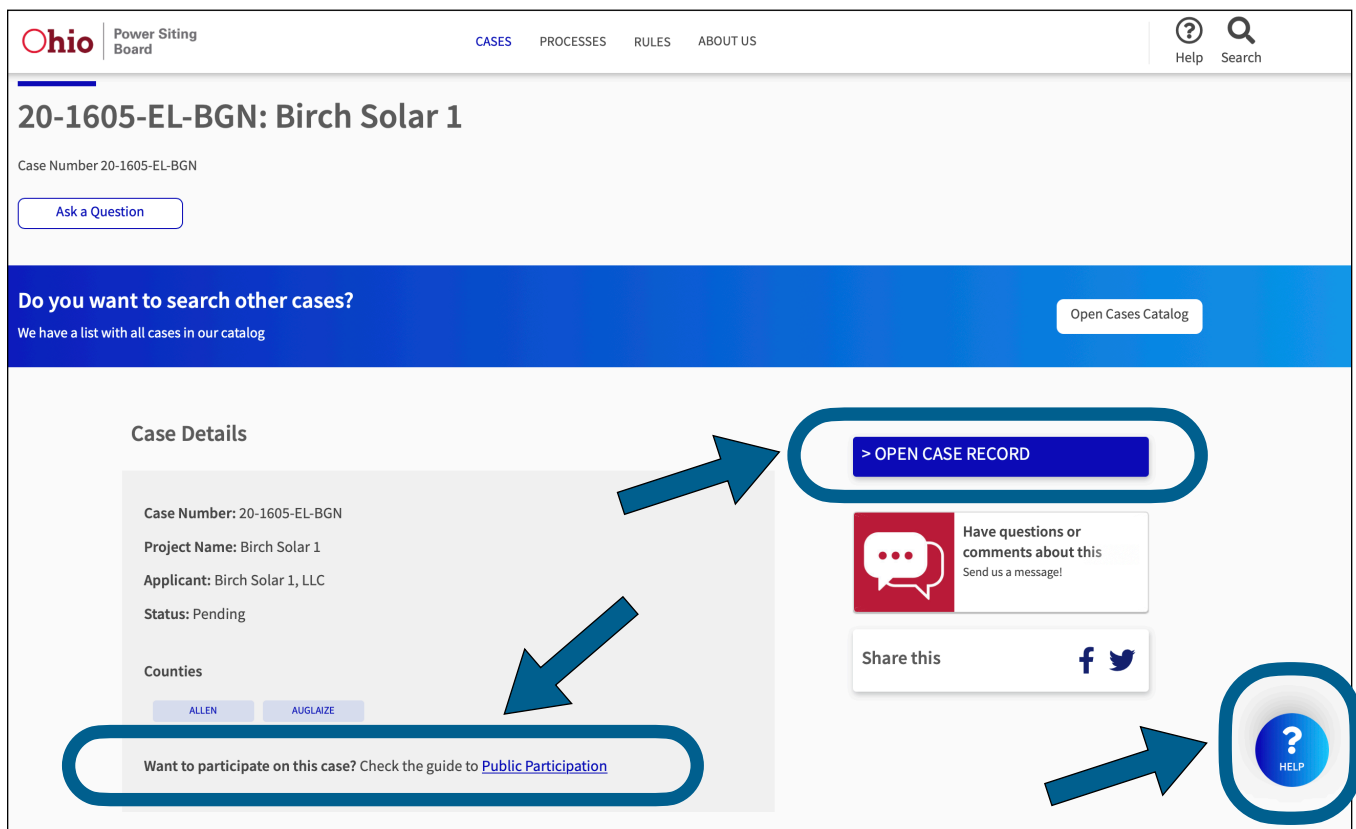 Ohio Power Siting Board
CASES PROCESSES RULES ABOUT US
Help Search
20-1605-EL-BGN: Birch Solar 1
Case Number 20-1605-EL-BGN
Ask a Question
Do you want to search other cases?
We have a list with all cases in our catalog
Open Cases Catalog
Case Details
Case Number: 20-1605-EL-BGN
Project Name: Birch Solar 1
Applicant: Birch Solar 1, LLC
Status: Pending
Counties
ALLEN AUGLAIZE
Want to participate on this case? Check the guide to Public Participation
> OPEN CASE RECORD
Have questions or
comments about this
Send us a message!
Share this
?
HELP